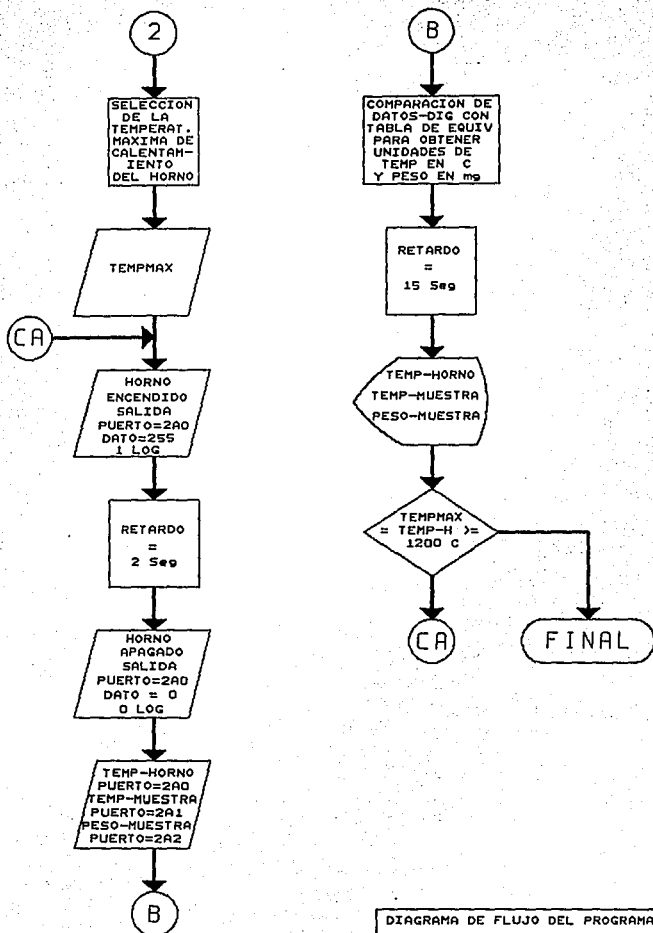 2
SELECCION
DE LA
TEMPERAT.
MAXIMA DE
CALENTAM-
IENTO
DEL HORNO
TEMPMAX
CA
HORNO
ENCENDIDO
SALIDA
PUERTO=2A0
DATO=255
1 LOG
RETARDO
=
2 Seg
HORNO
APAGADO
SALIDA
PUERTO=2A0
DATO = 0
0 LOG
TEMP-HORNO
PUERTO=2A0
TEMP-MUESTRA
PUERTO=2A1
PESO-MUESTRA
PUERTO=2A2
B
B
COMPARACION DE
DATOS-DIG CON
TABLA DE EQUIV
PARA OBTENER
UNIDADES DE
TEMP EN C
Y PESO EN mg
RETARDO
=
15 Seg
TEMP-HORNO
TEMP-MUESTRA
PESO-MUESTRA
TEMPMAX
= TEMP-H >=
1200 C
CA
FINAL
DIAGRAMA DE FLUJO DEL PROGRAMA